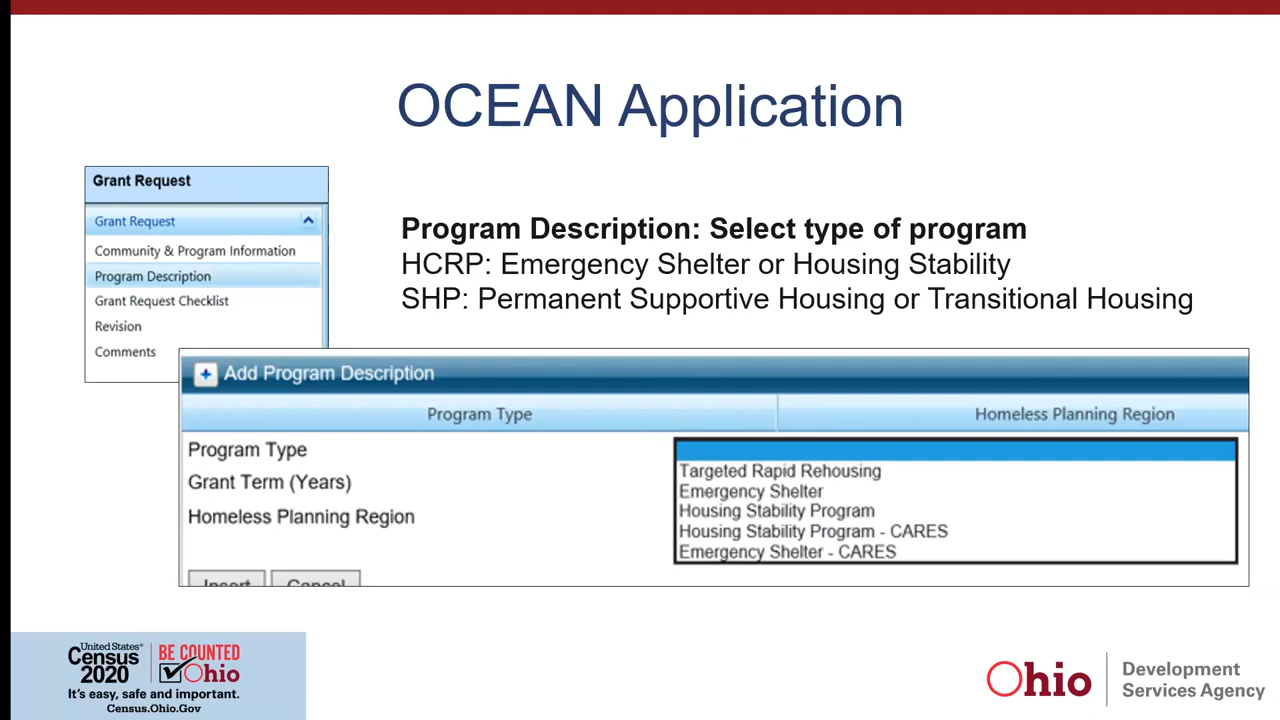 OCEAN Application
Grant Request
Grant Request
Community & Program Information
Program Description
Grant Request Checklist
Revision
Comments
Program Description: Select type of program
HCRP: Emergency Shelter or Housing Stability
SHP: Permanent Supportive Housing or Transitional Housing
Add Program Description
Program Type
Homeless Planning Region
Program Type
Grant Term (Years)
Homeless Planning Region
Targeted Rapid Rehousing
Emergency Shelter
Housing Stability Program
Housing Stability Program - CARES
Emergency Shelter - CARES
Insert Cancel
United States®
Census
2020
BE COUNTED
Ohio
It's easy, safe and important.
Census.Ohio.Gov
Ohio
Development
Services Agency